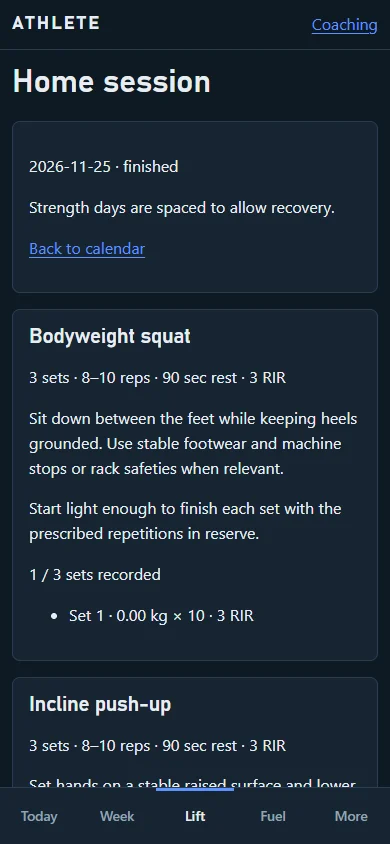 ATHLETE
Coaching
Home session
2026-11-25 · finished
Strength days are spaced to allow recovery.
Back to calendar
Bodyweight squat
3 sets · 8–10 reps · 90 sec rest · 3 RIR
Sit down between the feet while keeping heels
grounded. Use stable footwear and machine
stops or rack safeties when relevant.
Start light enough to finish each set with the
prescribed repetitions in reserve.
1 / 3 sets recorded
• Set 1 · 0.00 kg × 10 · 3 RIR
Incline push-up
3 sets · 8–10 reps · 90 sec rest · 3 RIR
Set hands on a stable raised surface and lower
Today
Week
Lift
Fuel
More